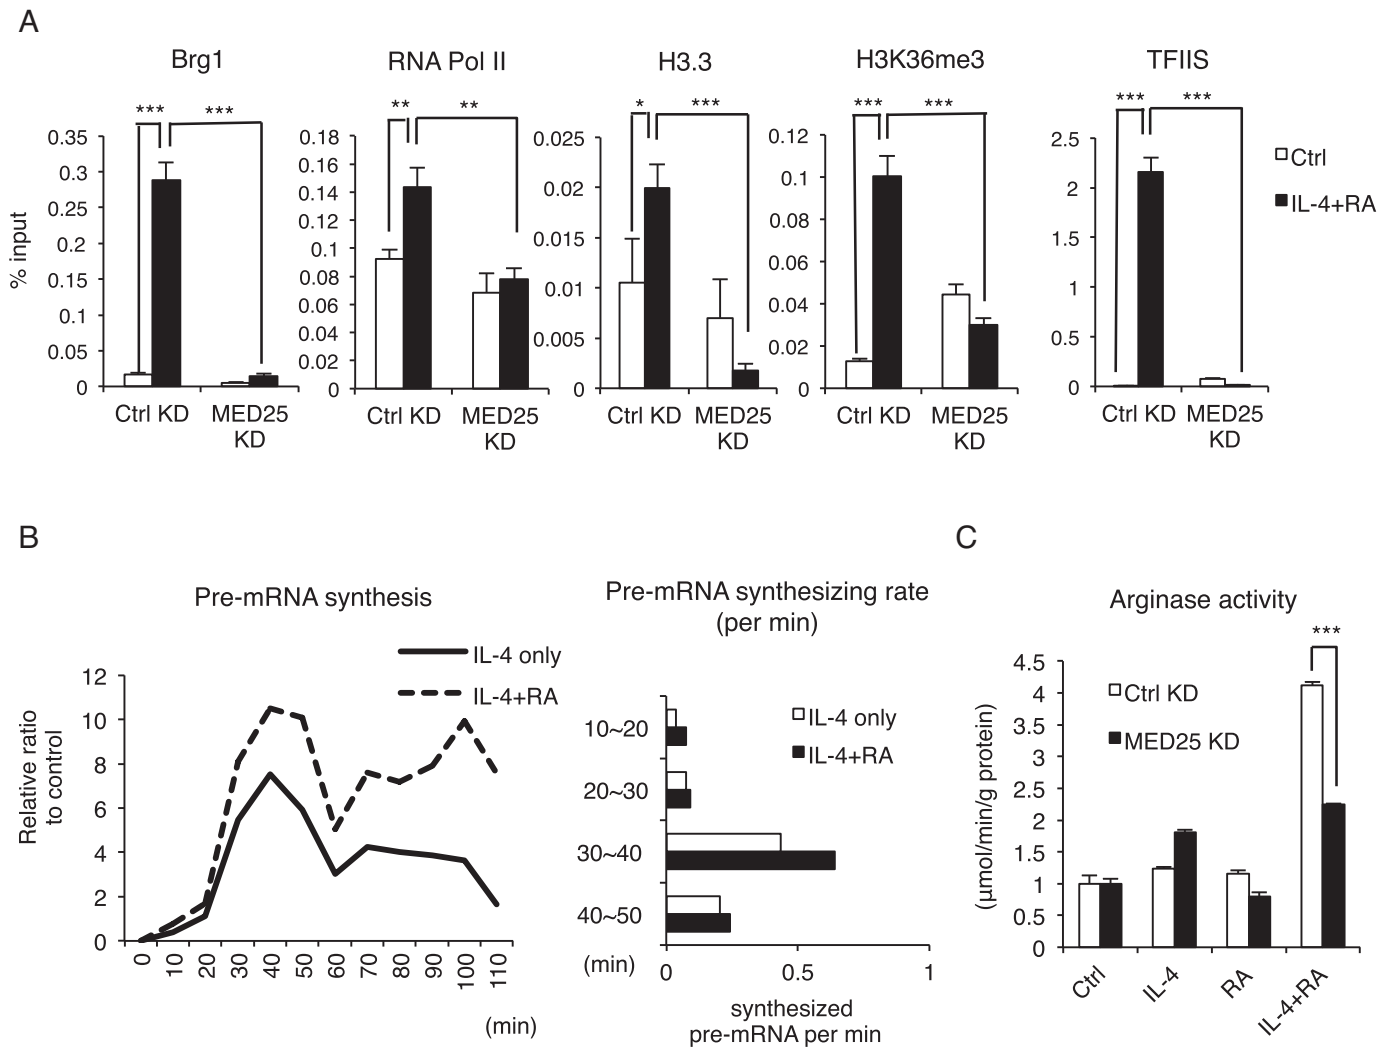 A
Brg1
RNA Pol II
H3.3
H3K36me3
TFIIS
*** ***
** **
* ***
*** ***
*** ***
% input
0.35
0.3
0.25
0.2
0.15
0.1
0.05
0
Ctrl KD MED25
KD
0.18
0.16
0.14
0.12
0.1
0.08
0.06
0.04
0.02
0
Ctrl KD MED25
KD
0.025
0.02
0.015
0.01
0.005
0
Ctrl KD MED25
KD
0.12
0.1
0.08
0.06
0.04
0.02
0
Ctrl KD MED25
KD
2.5
2
1.5
1
0.5
0
Ctrl KD MED25
KD
Ctrl
IL-4+RA
B
Pre-mRNA synthesis
IL-4 only
IL-4+RA
Relative ratio
to control
12
10
8
6
4
2
0
0 10 20 30 40 50 60 70 80 90 100 110
(min)
Pre-mRNA synthesizing rate
(per min)
IL-4 only
IL-4+RA
10~20
20~30
30~40
40~50
(min)
0 0.5 1
synthesized
pre-mRNA per min
C
Arginase activity
***
Ctrl KD
MED25 KD
(μmol/min/g protein)
4.5
4
3.5
3
2.5
2
1.5
1
0.5
0
Ctrl IL-4 RA IL-4+RA